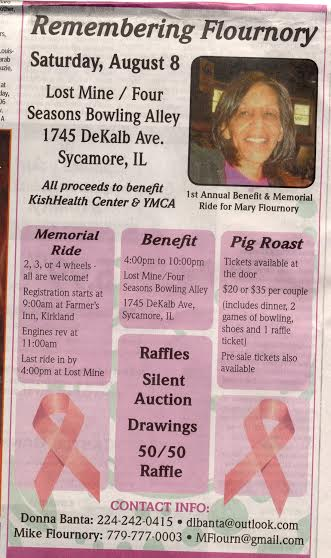 Remembering Flournory
Saturday, August 8
Lost Mine / Four
Seasons Bowling Alley
1745 DeKalb Ave.
Sycamore, IL
All proceeds to benefit
KishHealth Center & YMCA
1st Annual Benefit & Memorial
Ride for Mary Flournory
Memorial
Ride
2, 3, or 4 wheels -
all are welcome!
Registration starts at
9:00am at Farmer's
Inn, Kirkland
Engines rev at
11:00am
Last ride in by
4:00pm at Lost Mine
Benefit
4:00pm to 10:00pm
Lost Mine/Four
Seasons Bowling Alley
1745 DeKalb Ave,
Sycamore, IL
Raffles
Silent
Auction
Drawings
50/50
Raffle
Pig Roast
Tickets available at
the door
$20 or $35 per couple
(includes dinner, 2
games of bowling,
shoes and 1 raffle
ticket)
Pre-sale tickets also
available
CONTACT INFO:
Donna Banta: 224-242-0415 • dlbanta@outlook.com
Mike Flournory: 779-777-0003 • MFlourn@gmail.com